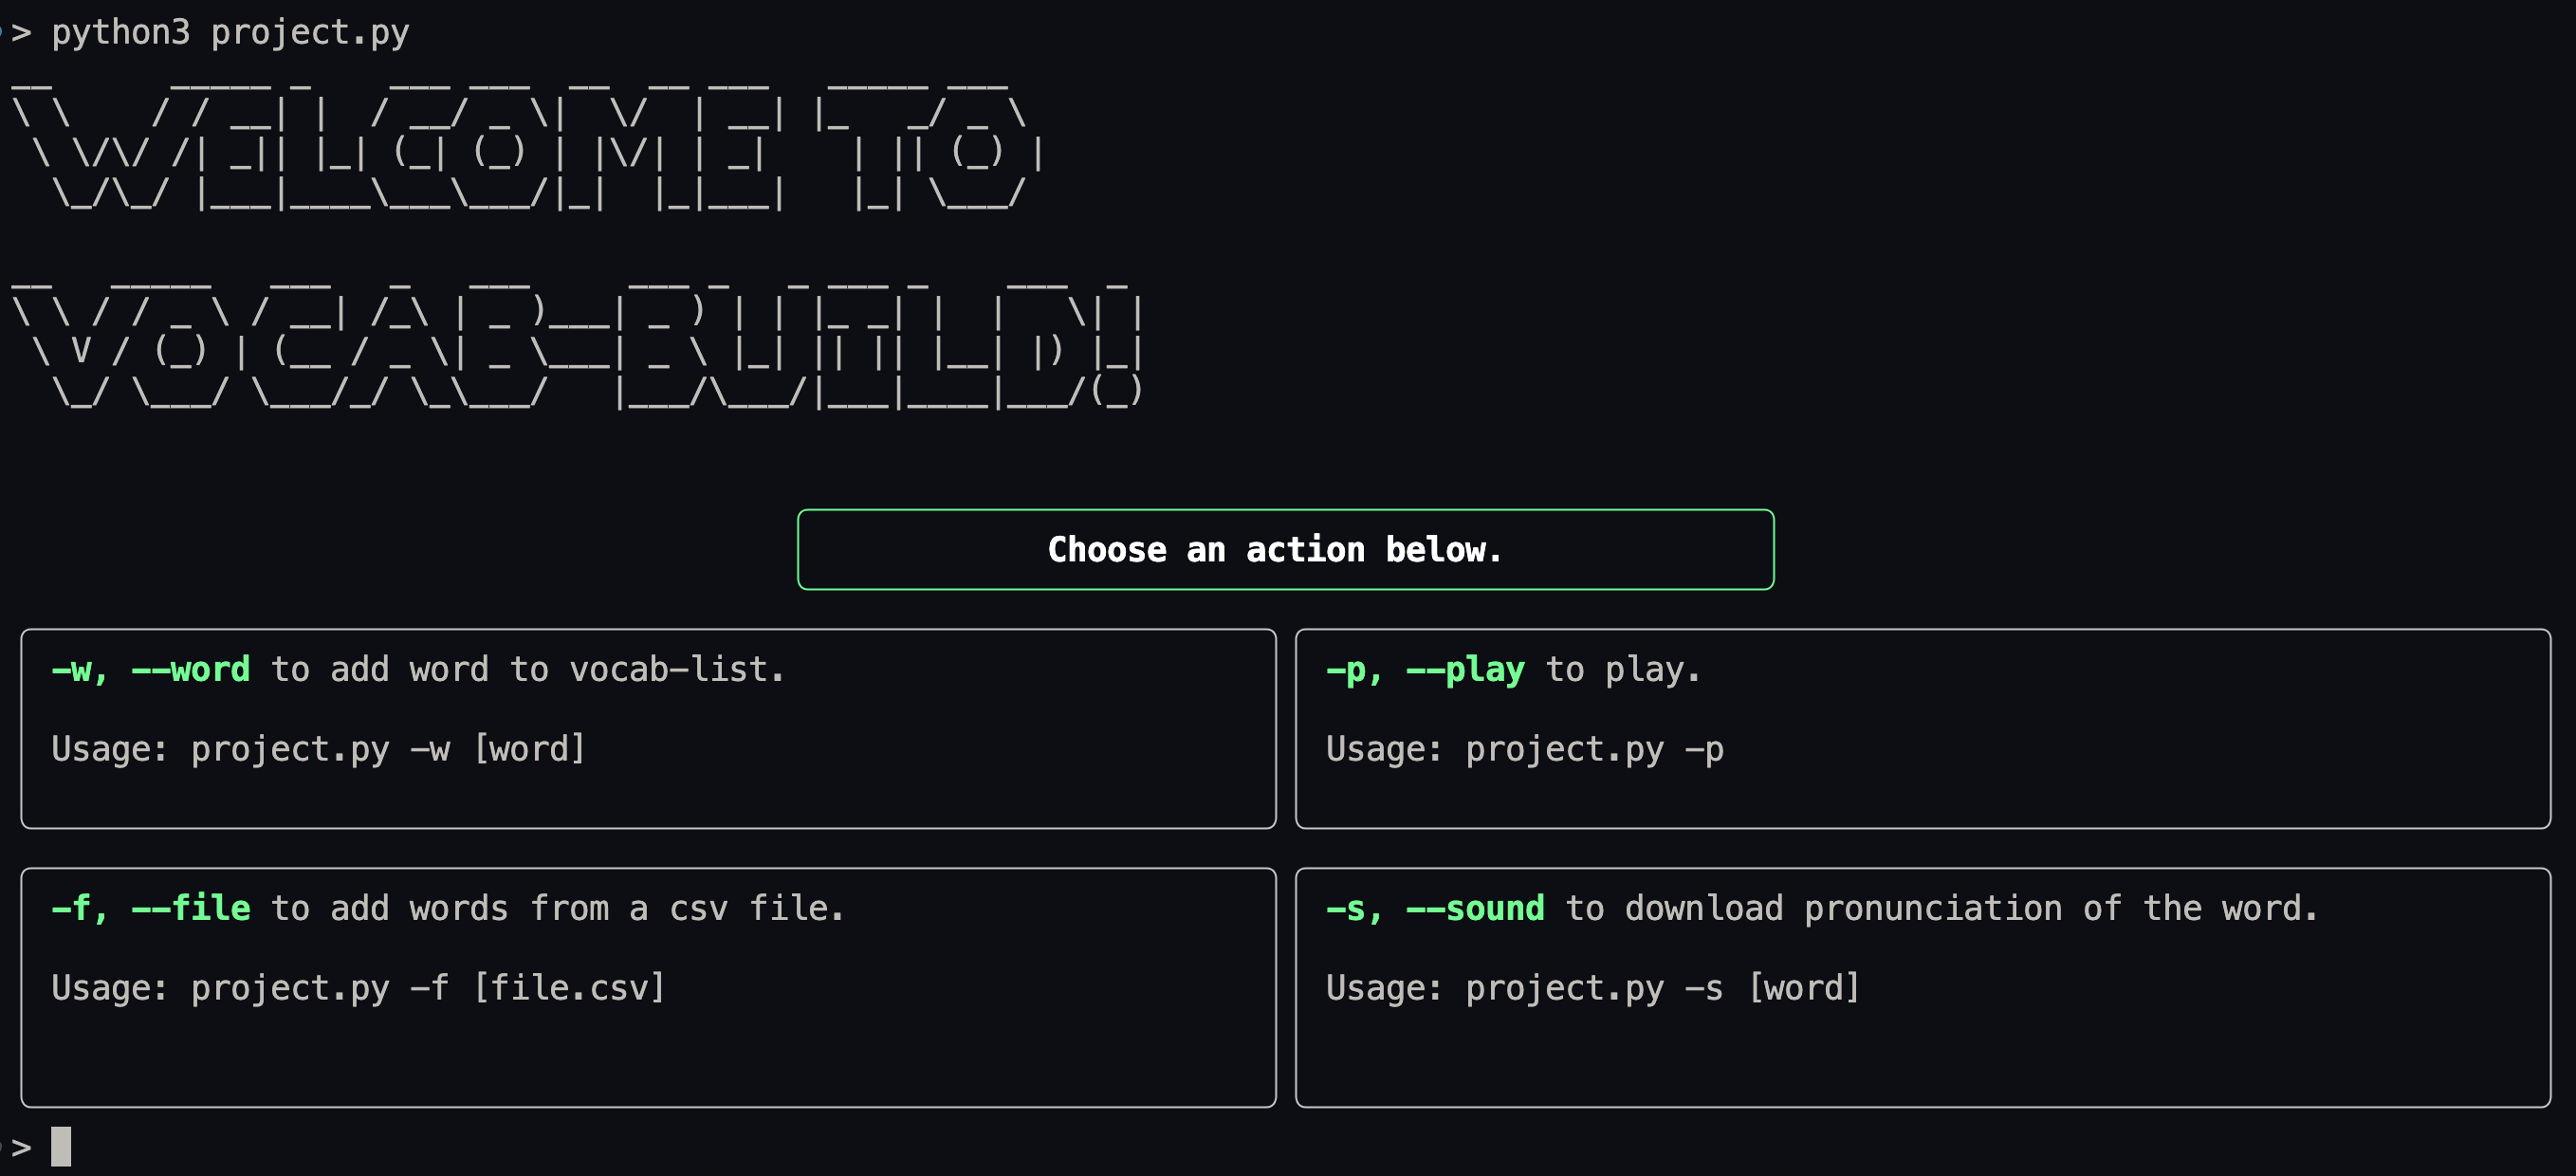 > python3 project.py
WELCOME TO
VOCAB-BUILD!
Choose an action below.
-w, --word to add word to vocab-list.
Usage: project.py -w [word]
-p, --play to play.
Usage: project.py -p
-f, --file to add words from a csv file.
Usage: project.py -f [file.csv]
-s, --sound to download pronunciation of the word.
Usage: project.py -s [word]
>